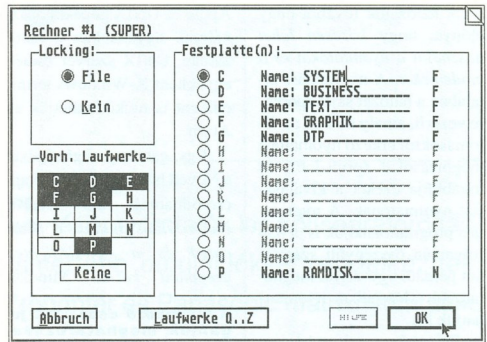 Rechner #1 (SUPER)
Locking:
File
Kein
Vorh. Laufwerke
C D E
F G H
I J K
L M N
O P
Keine
Festplatte(n):
C Name: SYSTEM F
D Name: BUSINESS F
E Name: TEXT F
F Name: GRAPHIK F
G Name: DTP F
H Name: F
I Name: F
J Name: F
K Name: F
L Name: F
M Name: F
N Name: F
O Name: F
P Name: RAMDISK N
Abbruch
Laufwerke Q..Z
HILFE
OK